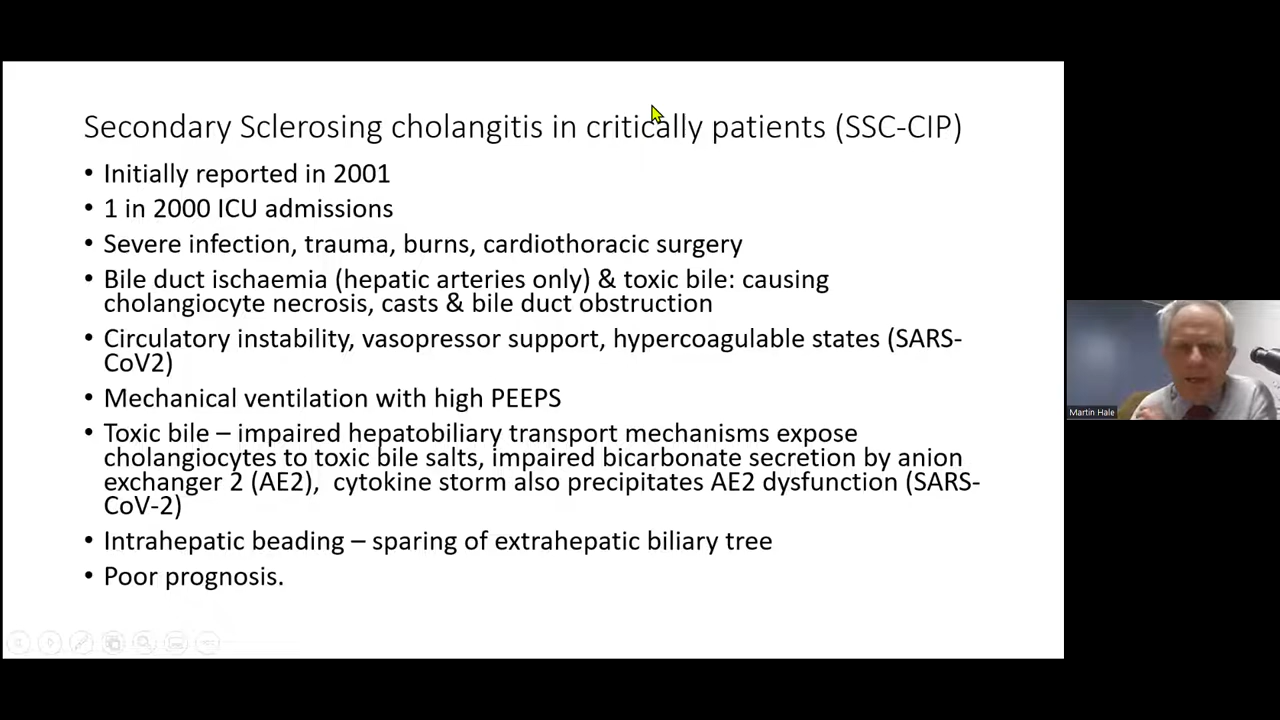 Secondary Sclerosing cholangitis in critically patients (SSC-CIP)
• Initially reported in 2001
• 1 in 2000 ICU admissions
• Severe infection, trauma, burns, cardiothoracic surgery
• Bile duct ischaemia (hepatic arteries only) & toxic bile: causing
cholangiocyte necrosis, casts & bile duct obstruction
• Circulatory instability, vasopressor support, hypercoagulable states (SARS-
CoV2)
• Mechanical ventilation with high PEEPS
• Toxic bile – impaired hepatobiliary transport mechanisms expose
cholangiocytes to toxic bile salts, impaired bicarbonate secretion by anion
exchanger 2 (AE2),  cytokine storm also precipitates AE2 dysfunction (SARS-
CoV-2)
• Intrahepatic beading – sparing of extrahepatic biliary tree
• Poor prognosis.
Martin Hale